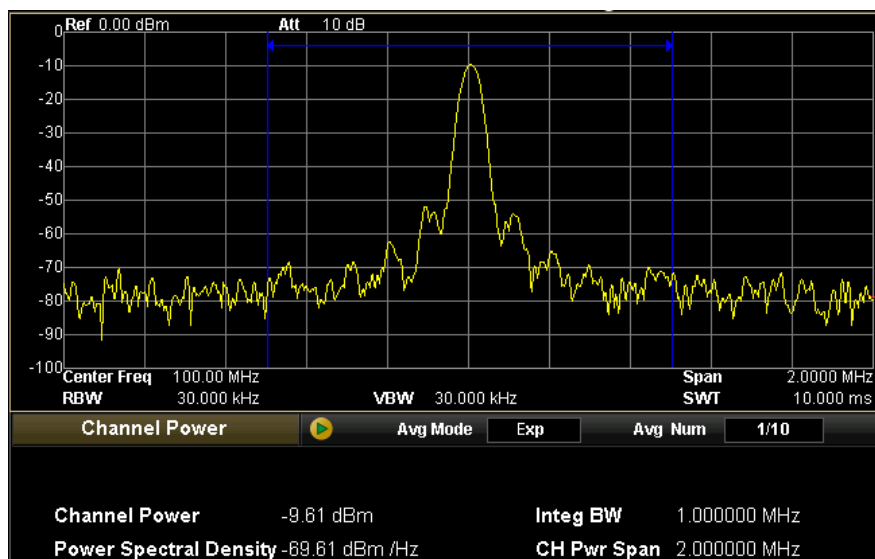 Ref 0.00 dBm Att 10 dB
0
-10
-20
-30
-40
-50
-60
-70
-80
-90
-100
Center Freq 100.00 MHz Span 2.0000 MHz
RBW 30.000 kHz VBW 30.000 kHz SWT 10.000 ms
Channel Power Avg Mode Exp Avg Num 1/10
Channel Power -9.61 dBm Integ BW 1.000000 MHz
Power Spectral Density -69.61 dBm /Hz CH Pwr Span 2.000000 MHz